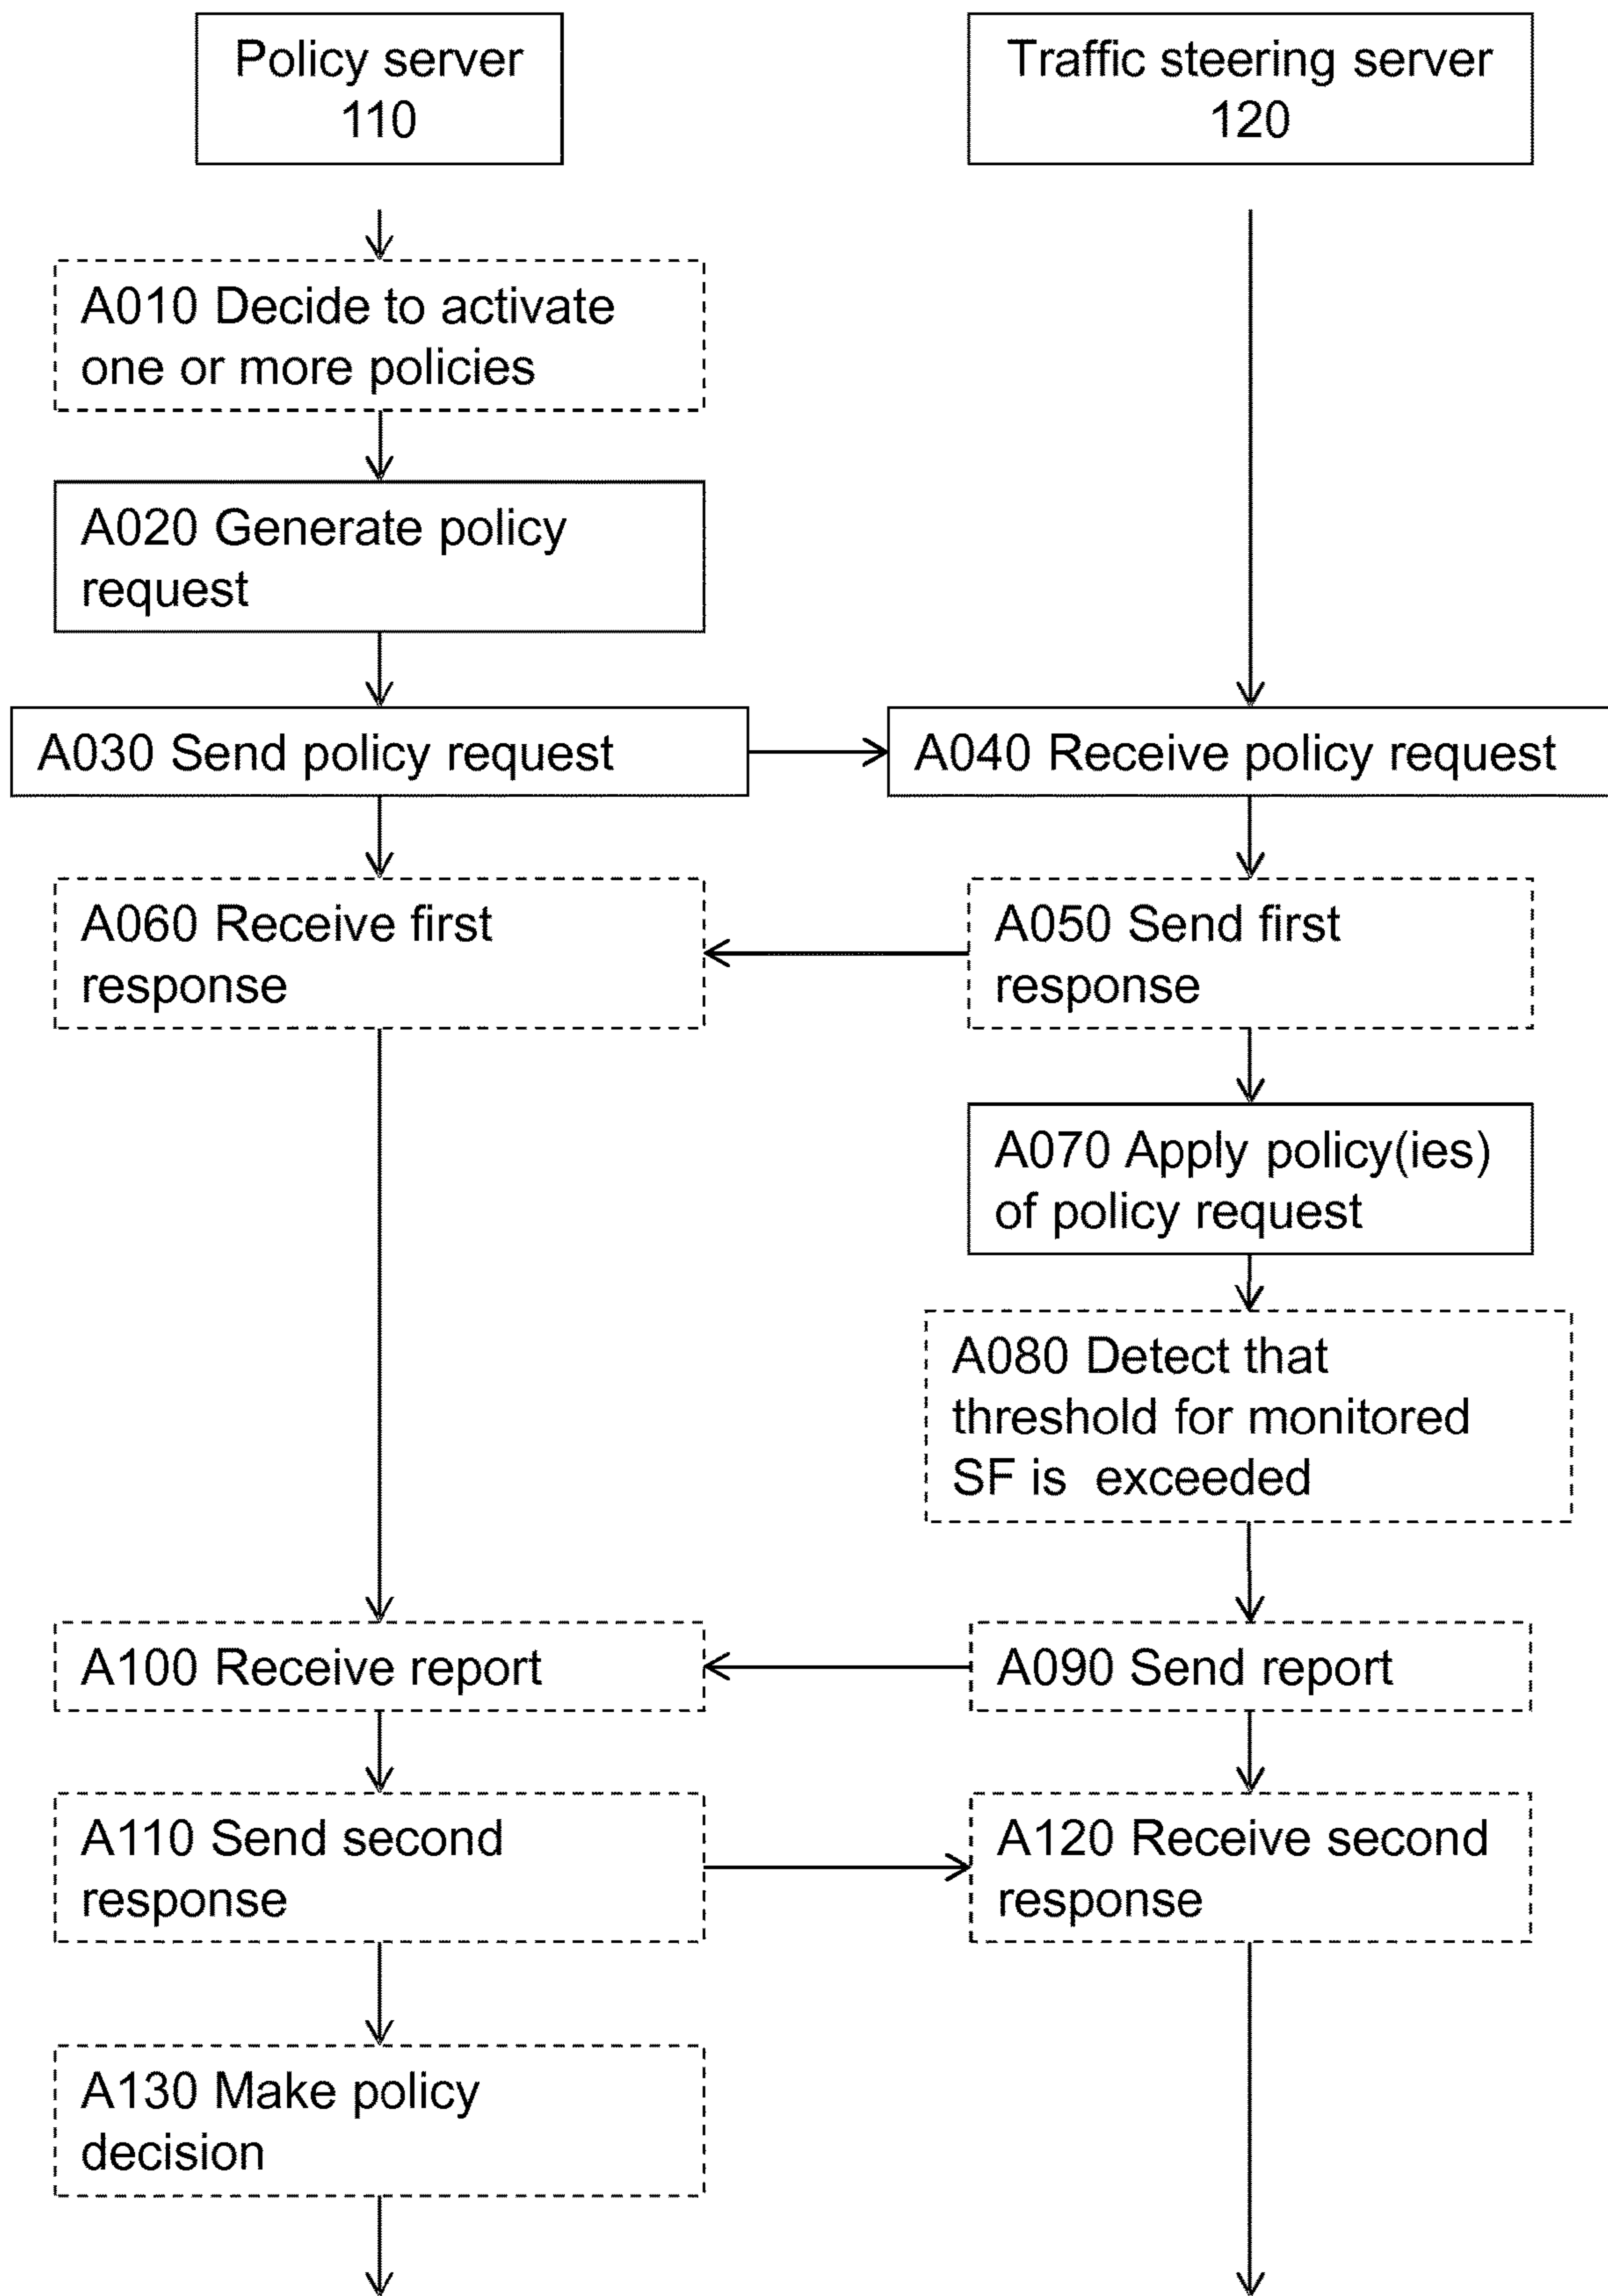 Policy server
110
Traffic steering server
120
A010 Decide to activate
one or more policies
A020 Generate policy
request
A030 Send policy request
A040 Receive policy request
A060 Receive first
response
A050 Send first
response
A070 Apply policy(ies)
of policy request
A080 Detect that
threshold for monitored
SF is  exceeded
A100 Receive report
A090 Send report
A110 Send second
response
A120 Receive second
response
A130 Make policy
decision